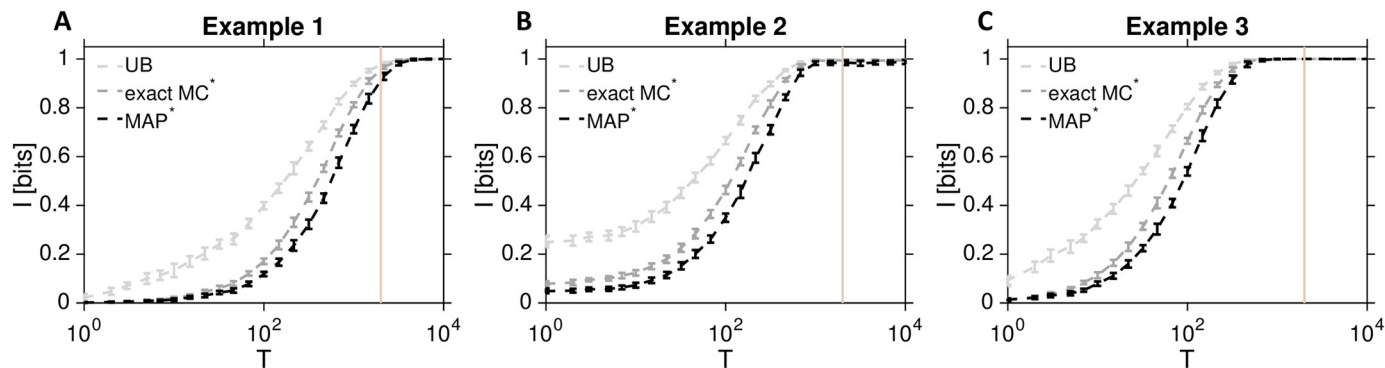 A
Example 1
UB
exact MC*
MAP*
I [bits]
1
0.8
0.6
0.4
0.2
0
10^0
10^2
10^4
T
B
Example 2
UB
exact MC*
MAP*
I [bits]
1
0.8
0.6
0.4
0.2
0
10^0
10^2
10^4
T
C
Example 3
UB
exact MC*
MAP*
I [bits]
1
0.8
0.6
0.4
0.2
0
10^0
10^2
10^4
T